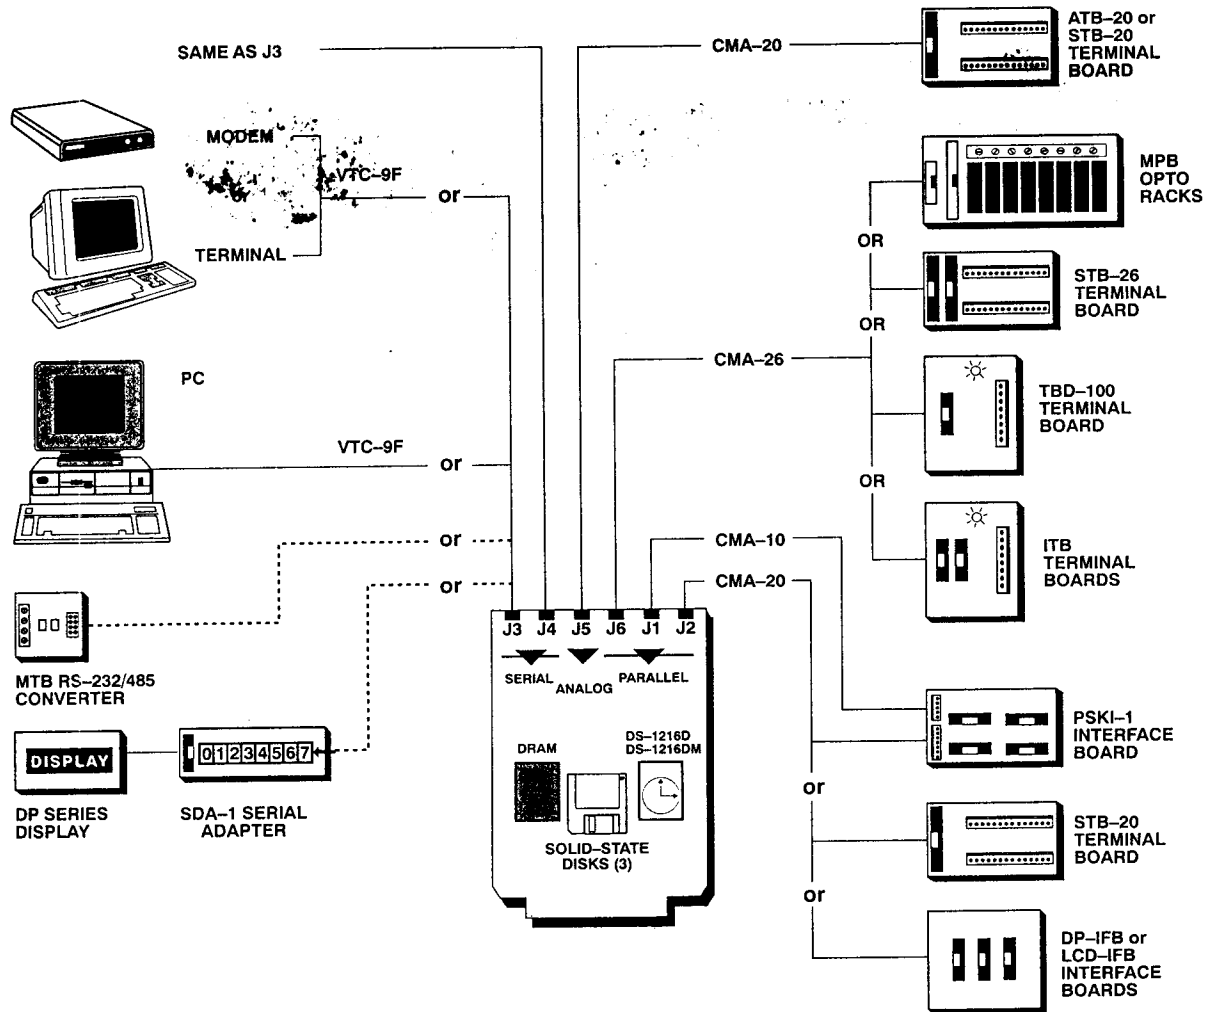 SAME AS J3
CMA–20
ATB–20 or
STB–20
TERMINAL
BOARD
MODEM
or
TERMINAL
VTC–9F
or
MPB
OPTO
RACKS
OR
STB–26
TERMINAL
BOARD
OR
CMA–26
TBD–100
TERMINAL
BOARD
OR
ITB
TERMINAL
BOARDS
PC
VTC–9F
or
or
or
CMA–10
CMA–20
MTB RS–232/485
CONVERTER
DISPLAY
DP SERIES
DISPLAY
01234567
SDA–1 SERIAL
ADAPTER
J3 J4 J5 J6 J1 J2
SERIAL
ANALOG
PARALLEL
DRAM
DS–1216D
DS–1216DM
SOLID–STATE
DISKS (3)
PSKI–1
INTERFACE
BOARD
or
STB–20
TERMINAL
BOARD
or
DP–IFB or
LCD–IFB
INTERFACE
BOARDS